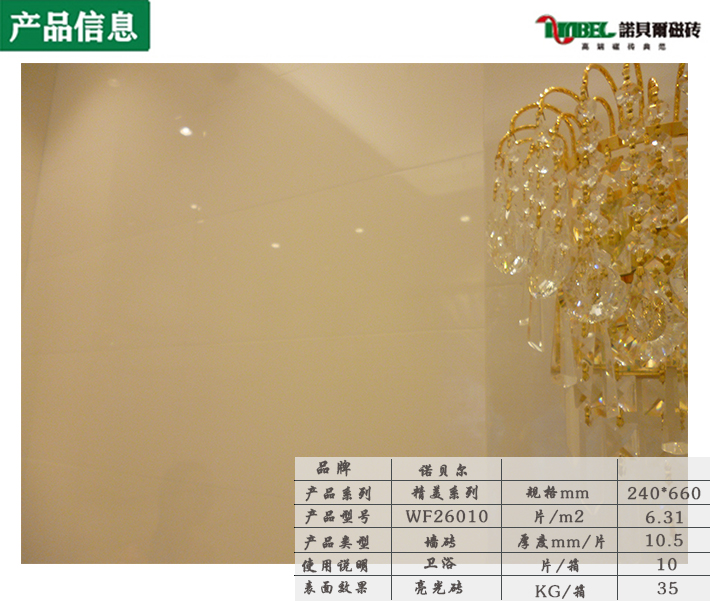 产品信息
NABEL 諾貝爾磁砖
高端磁砖典范
品牌 诺贝尔
产品系列 精美系列 规格mm 240*660
产品型号 WF26010 片/m2 6.31
产品类型 墙砖 厚度mm/片 10.5
使用说明 卫浴 片/箱 10
表面效果 亮光砖 KG/箱 35